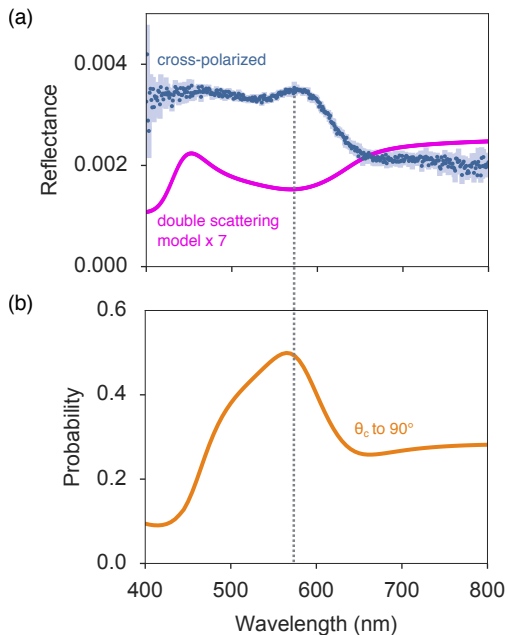 (a)
0.004
cross-polarized
Reflectance
0.002
double scattering
model x 7
0.000
(b)
0.6
0.4
θc to 90°
Probability
0.2
0.0
400 500 600 700 800
Wavelength (nm)